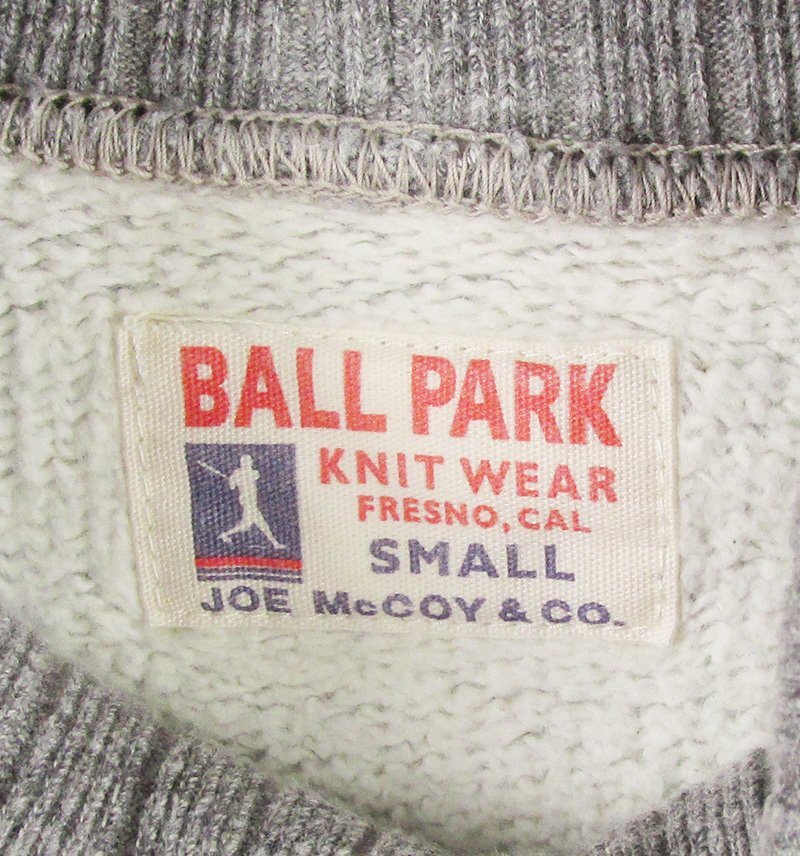 BALL PARK
KNIT WEAR
FRESNO, CAL
SMALL
JOE McCOY & CO.